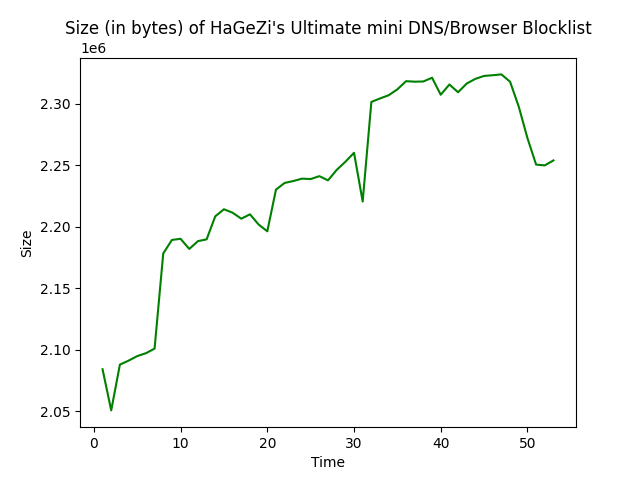 Size (in bytes) of HaGeZi's Ultimate mini DNS/Browser Blocklist
1e6
2.30
2.25
2.20
2.15
2.10
2.05
Size
0 10 20 30 40 50
Time